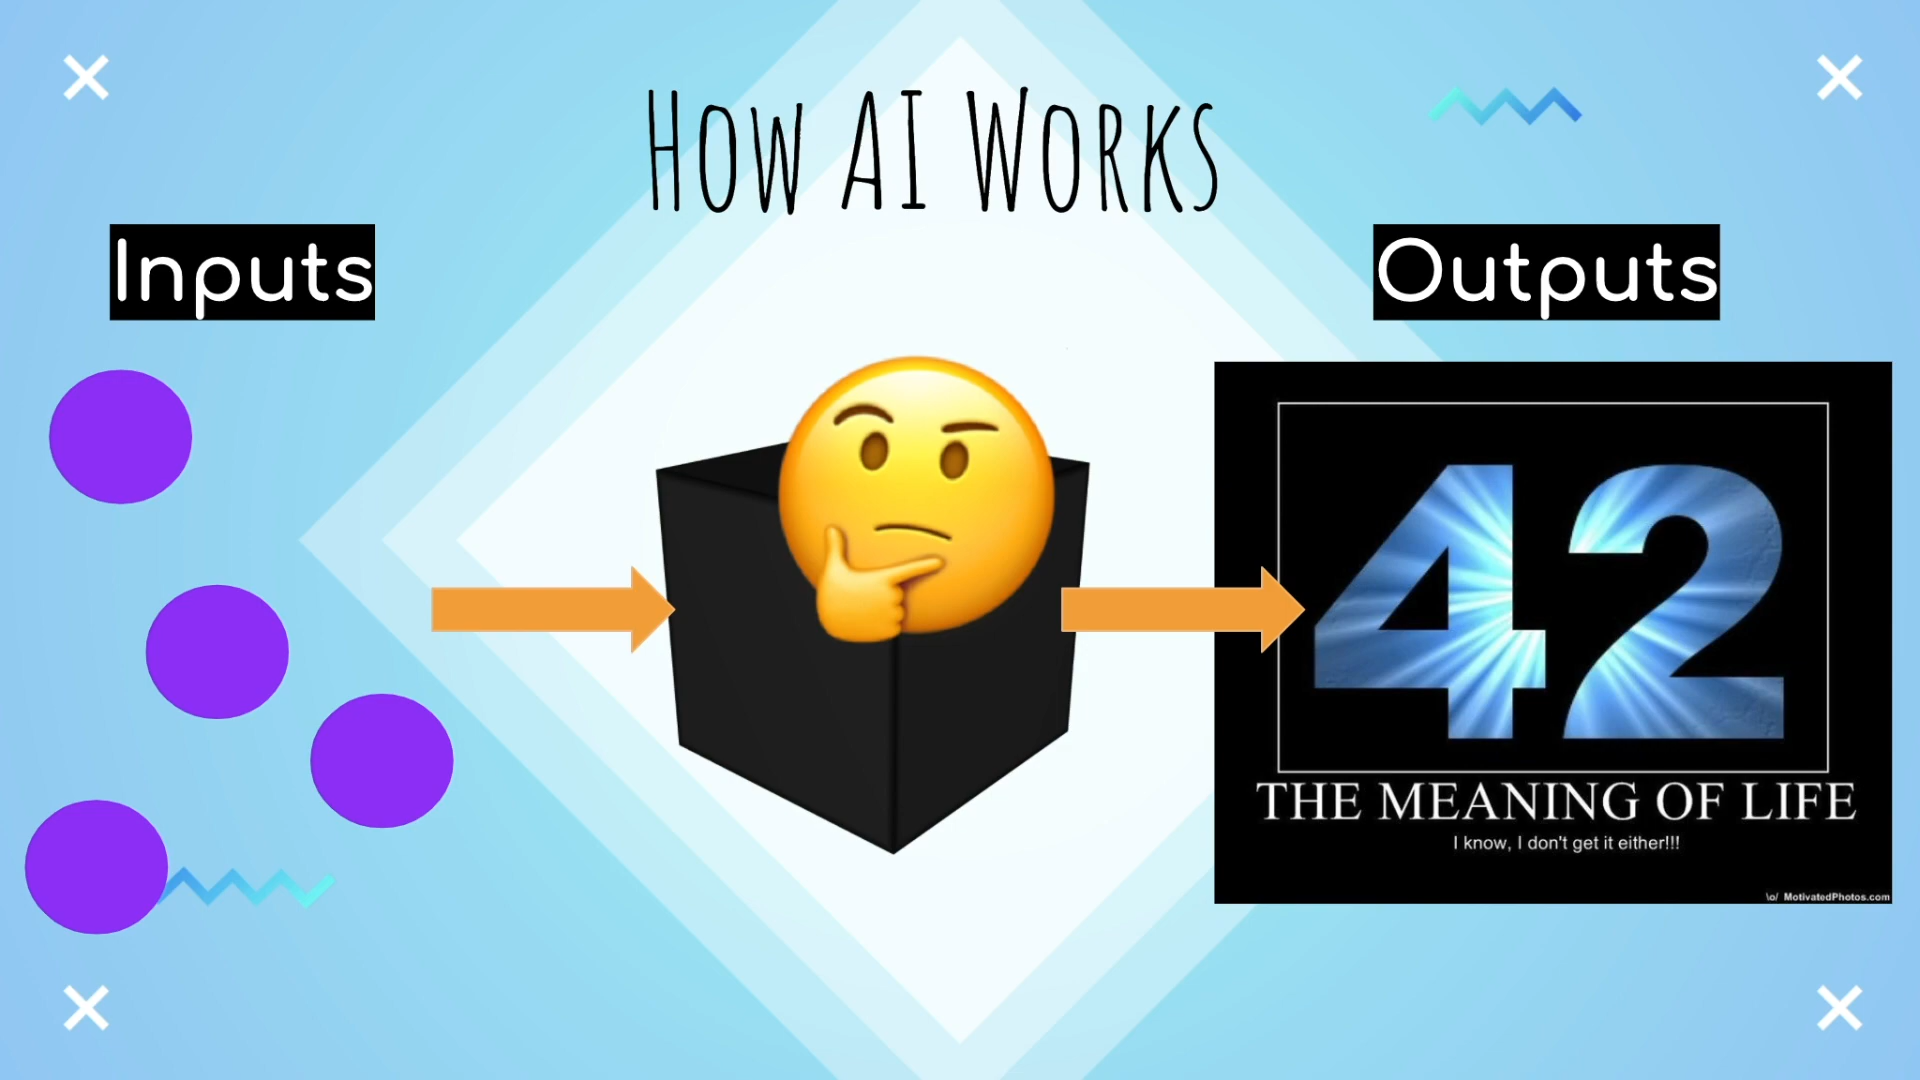 How AI Works
Inputs
Outputs
42
THE MEANING OF LIFE
I know, I don't get it either!!!
\o/ MotivatedPhotos.com